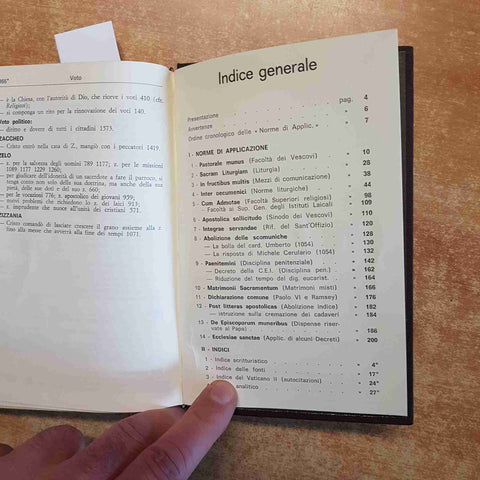 Voto
— è la Chiesa, con l'autorità di Dio, che riceve i voti 410 (cfr.
Religiosi);
— si componga un rito per la rinnovazione dei voti 140.
Voto politico:
— diritto e dovere di tutti i cittadini 1573.
ZACCHEO
— Cristo entrò nella casa di Z., mangiò con i peccatori 1419.
ZELO
— z. per la salvezza degli uomini 789 1177; z. per le missioni
1089 1177 1229 1260;
— per giudicare dell'idoneità di un sacerdote a fare il parroco, si
tenga conto non solo della sua dottrina, ma anche della sua
pietà, delle sue doti e del suo z. 660;
— per le vocazioni 776; z. apostolico dei giovani 959;
— nuovi problemi che richiedono lo z. dei laici 913;
— z. imprudente che nuoce all'unità dei cristiani 571.
ZIZZANIA
— Cristo comandò di lasciare crescere il grano assieme alla z.
fino alla messe che avverrà alla fine dei tempi 1071.
Indice generale
Presentazione pag. 4
Avvertenze " 6
Ordine cronologico delle « Norme di Applic. » " 7
I - NORME DI APPLICAZIONE
1 - Pastorale munus (Facoltà dei Vescovi) " 10
2 - Sacram Liturgiam (Liturgia) " 28
3 - In fructibus multis (Mezzi di comunicazione) " 38
4 - Inter oecumenici (Norme liturgiche) " 44
5 - Cum Admotae (Facoltà Superiori religiosi) " 98
— Facoltà ai Sup. Gen. degli Istituti Laicali " 109
6 - Apostolica sollicitudo (Sinodo dei Vescovi) " 114
7 - Integrae servandae (Rif. del Sant'Offizio) " 120
8 - Abolizione delle scomuniche " 128
— La bolla del card. Umberto (1054) " 130
— La risposta di Michele Cerulario (1054) " 132
9 - Paenitemini (Disciplina penitenziale) " 142
— Decreto della C.E.I. (Disciplina pen.) " 162
— Riduzione del tempo del dig. eucarist. " 164
10 - Matrimonii Sacramentum (Matrimoni misti) " 166
11 - Dichiarazione comune (Paolo VI e Ramsey) " 176
12 - Post litteras apostolicas (Abolizione indice) " 182
— istruzione sulla cremazione dei cadaveri " 184
13 - De Episcoporum muneribus (Dispense riser-
vate al Papa) " 186
14 - Ecclesiae sanctae (Applic. di alcuni Decreti) " 200
II - INDICI
1 - Indice scritturistico " 4*
2 - Indice delle fonti " 17*
3 - Indice del Vaticano II (autocitazioni) " 24*
analitico " 27*